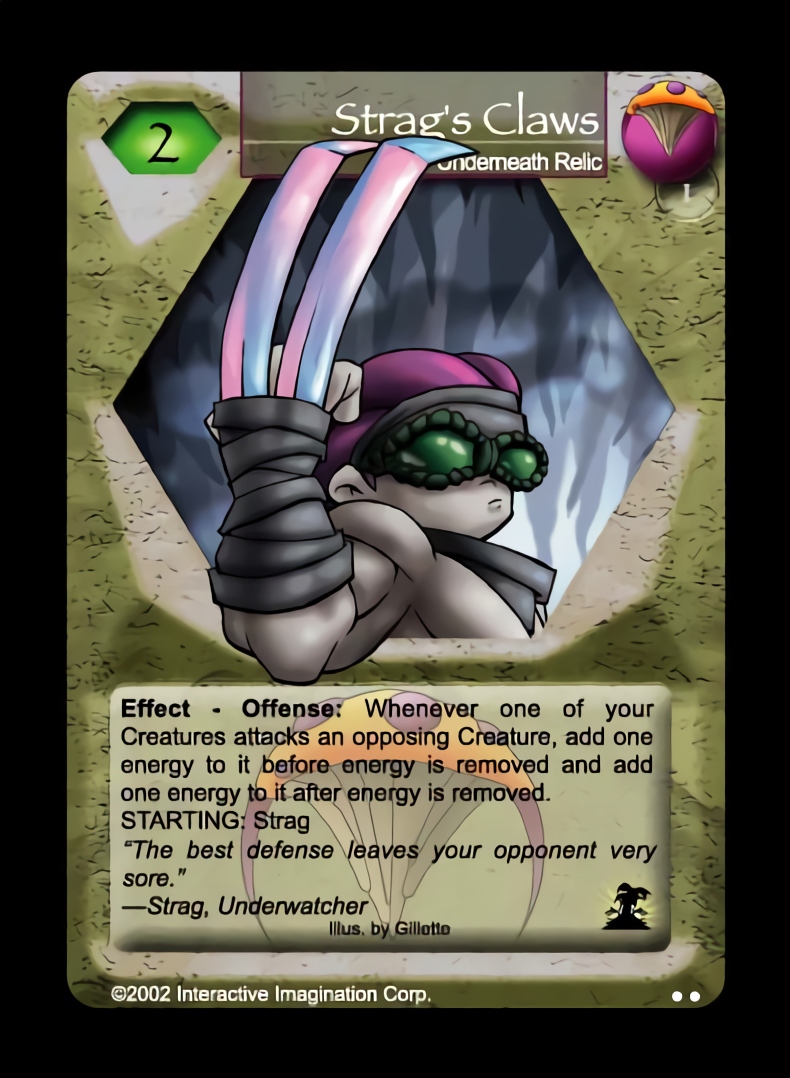 2
Strag's Claws
Underneath Relic
1
Effect - Offense: Whenever one of your
Creatures attacks an opposing Creature, add one
energy to it before energy is removed and add
one energy to it after energy is removed.
STARTING: Strag
"The best defense leaves your opponent very
sore."
—Strag, Underwatcher
Illus. by Gillette
©2002 Interactive Imagination Corp.